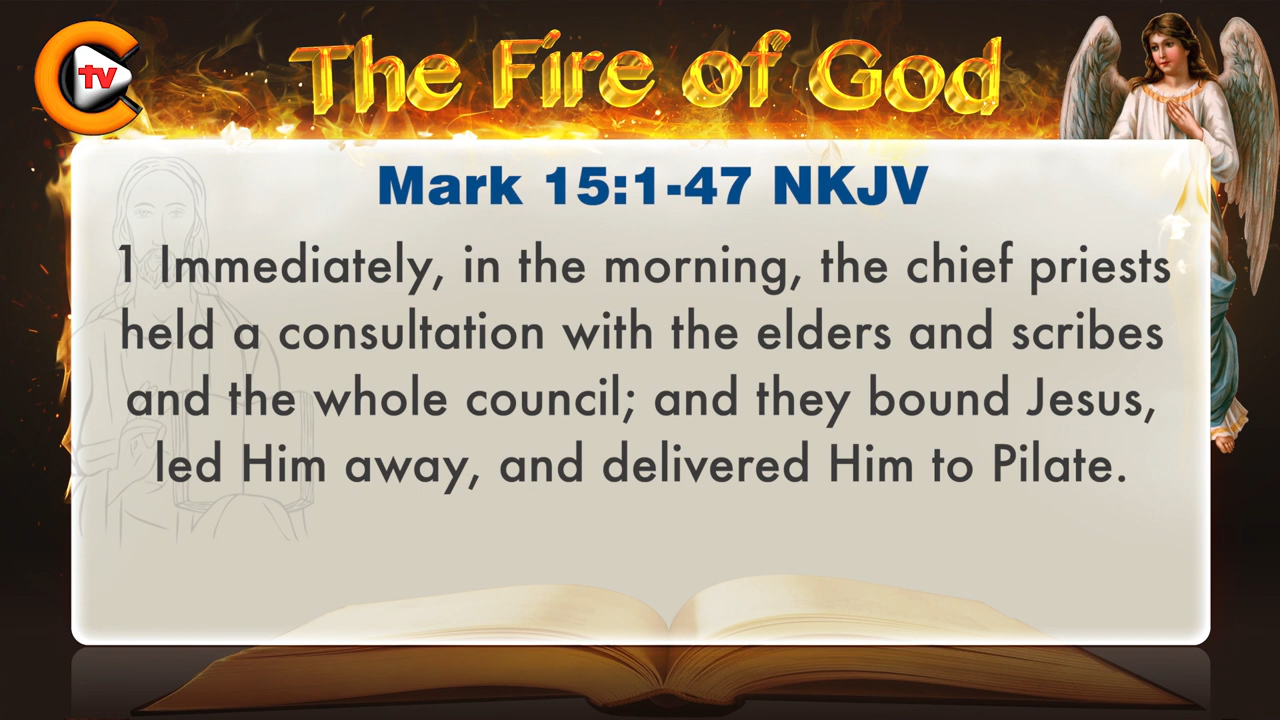 tv
The Fire of God
Mark 15:1-47 NKJV
1 Immediately, in the morning, the chief priests
held a consultation with the elders and scribes
and the whole council; and they bound Jesus,
led Him away, and delivered Him to Pilate.